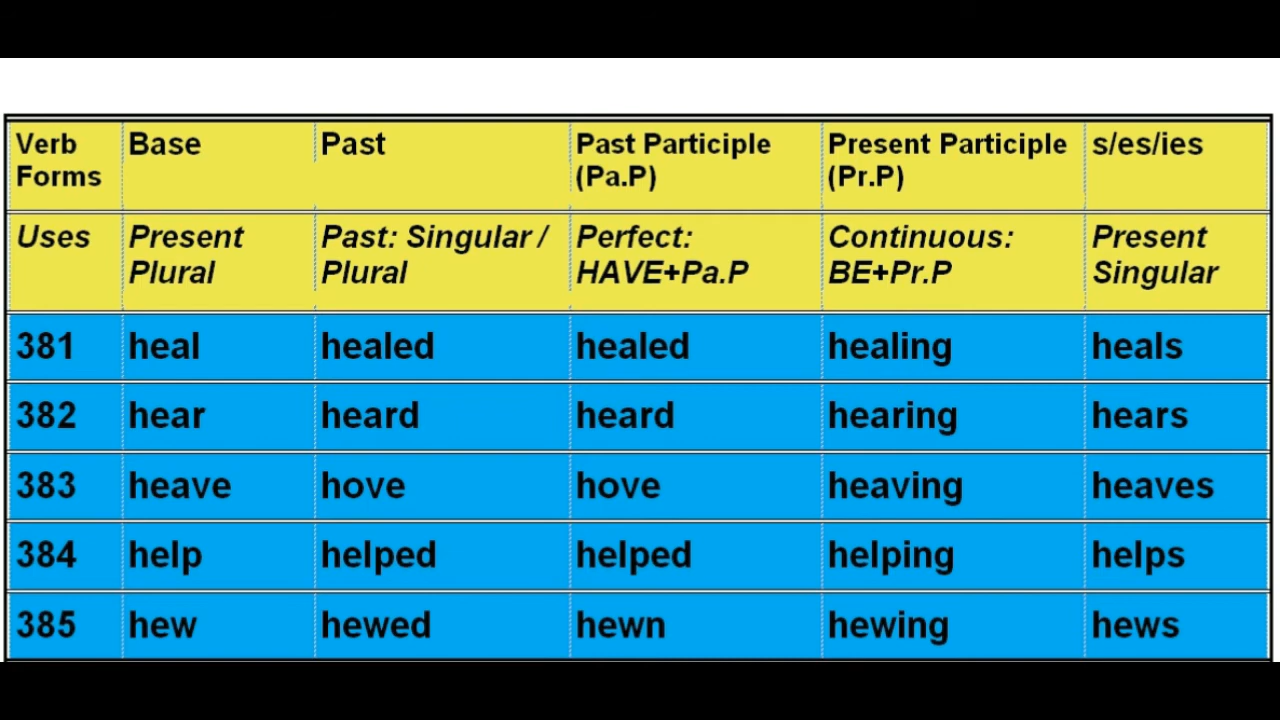 Verb Forms Base Past Past Participle (Pa.P) Present Participle (Pr.P) s/es/ies
Uses Present Plural Past: Singular / Plural Perfect: HAVE+Pa.P Continuous: BE+Pr.P Present Singular
381 heal healed healed healing heals
382 hear heard heard hearing hears
383 heave hove hove heaving heaves
384 help helped helped helping helps
385 hew hewed hewn hewing hews